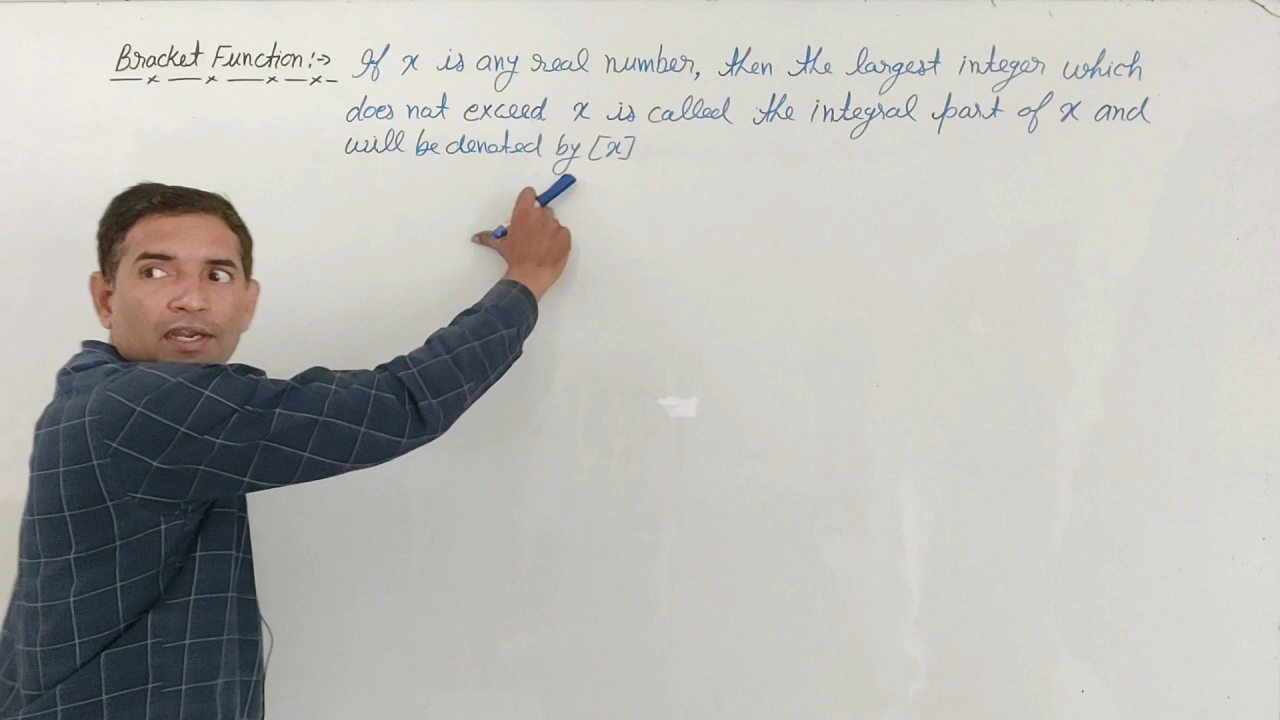 Bracket Function:→ If x is any real number, then the largest integer which
does not exceed x is called the integral part of x and
will be denoted by [x]